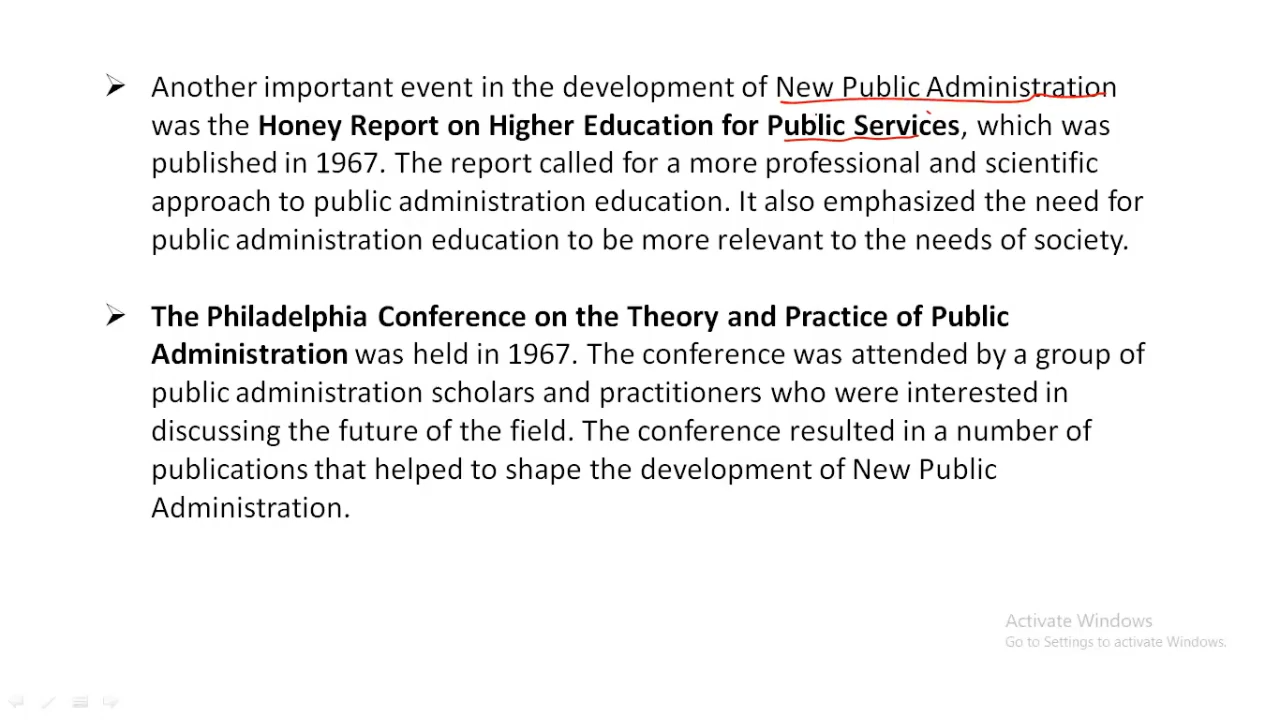 ➢ Another important event in the development of New Public Administration
was the Honey Report on Higher Education for Public Services, which was
published in 1967. The report called for a more professional and scientific
approach to public administration education. It also emphasized the need for
public administration education to be more relevant to the needs of society.
➢ The Philadelphia Conference on the Theory and Practice of Public
Administration was held in 1967. The conference was attended by a group of
public administration scholars and practitioners who were interested in
discussing the future of the field. The conference resulted in a number of
publications that helped to shape the development of New Public
Administration.
Activate Windows
Go to Settings to activate Windows.